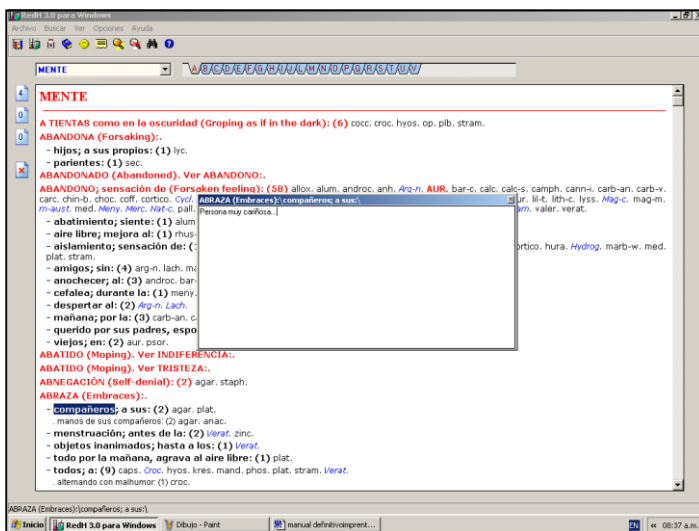 RedH 3.0 para Windows
Archivo Buscar Ver Opciones Ayuda
MENTE
A B C D E F G H I J L M N O P Q R S T U V
4
0
0
MENTE
A TIENTAS como en la oscuridad (Groping as if in the dark): (6) cocc. croc. hyos. op. plb. stram.
ABANDONA (Forsaking):.
- hijos; a sus propios: (1) lyc.
- parientes: (1) sec.
ABANDONADO (Abandoned). Ver ABANDONO:.
ABANDONO; sensación de (Forsaken feeling): (58) allox. alum. androc. anh. Arg-n. AUR. bar-c. calc. calc-s. camph. cann-i. carb-an. carb-v.
carc. chin-b. choc. coff. cortico. Cycl. ur. lil-t. lith-c. lyss. Mag-c. mag-m.
m-aust. med. Meny. Merc. Nat-c. pall. am. valer. verat.
ABRAZA (Embraces):\compañeros; a sus:\
Persona muy cariñosa...
- abatimiento; siente: (1) alum
- aire libre; mejora al: (1) rhus
- aislamiento; sensación de: ( ortico. hura. Hydrog. marb-w. med.
plat. stram.
- amigos; sin: (4) arg-n. lach. ma
- anochecer; al: (3) androc. bar-
- cefalea; durante la: (1) meny.
- despertar al: (2) Arg-n. Lach.
- mañana; por la: (3) carb-an. c
- querido por sus padres, espo
- viejos; en: (2) aur. psor.
ABATIDO (Moping). Ver INDIFERENCIA:.
ABATIDO (Moping). Ver TRISTEZA:.
ABNEGACIÓN (Self-denial): (2) agar. staph.
ABRAZA (Embraces):.
- compañeros; a sus: (2) agar. plat.
. manos de sus compañeros: (2) agar. anac.
- menstruación; antes de la: (2) Verat. zinc.
- objetos inanimados; hasta a los: (1) Verat.
- todo por la mañana, agrava al aire libre: (1) plat.
- todos; a: (9) caps. Croc. hyos. kres. mand. phos. plat. stram. Verat.
. alternando con malhumor: (1) croc.
ABRAZA (Embraces):\compañeros; a sus:\
Inicio RedH 3.0 para Windows Dibujo - Paint manual definitivoimprent... EN « 08:37 a.m.